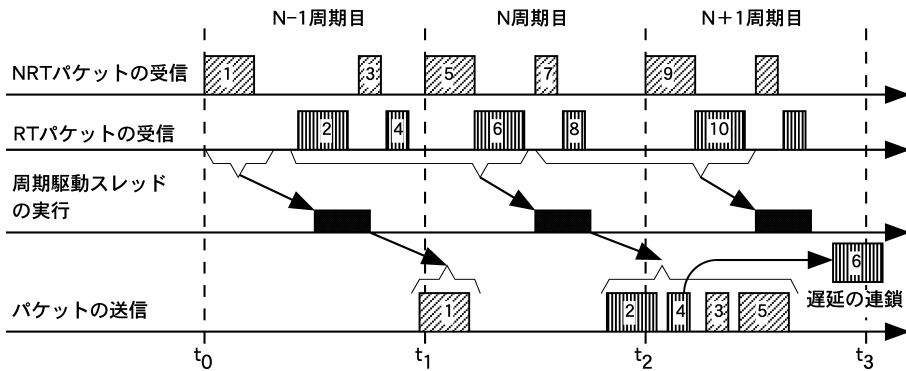 N-1周期目 N周期目 N+1周期目
NRTパケットの受信 1 3 5 7 9
RTパケットの受信 2 4 6 8 10
周期駆動スレッド
の実行
6
遅延の連鎖
パケットの送信 1 2 4 3 5
t0 t1 t2 t3